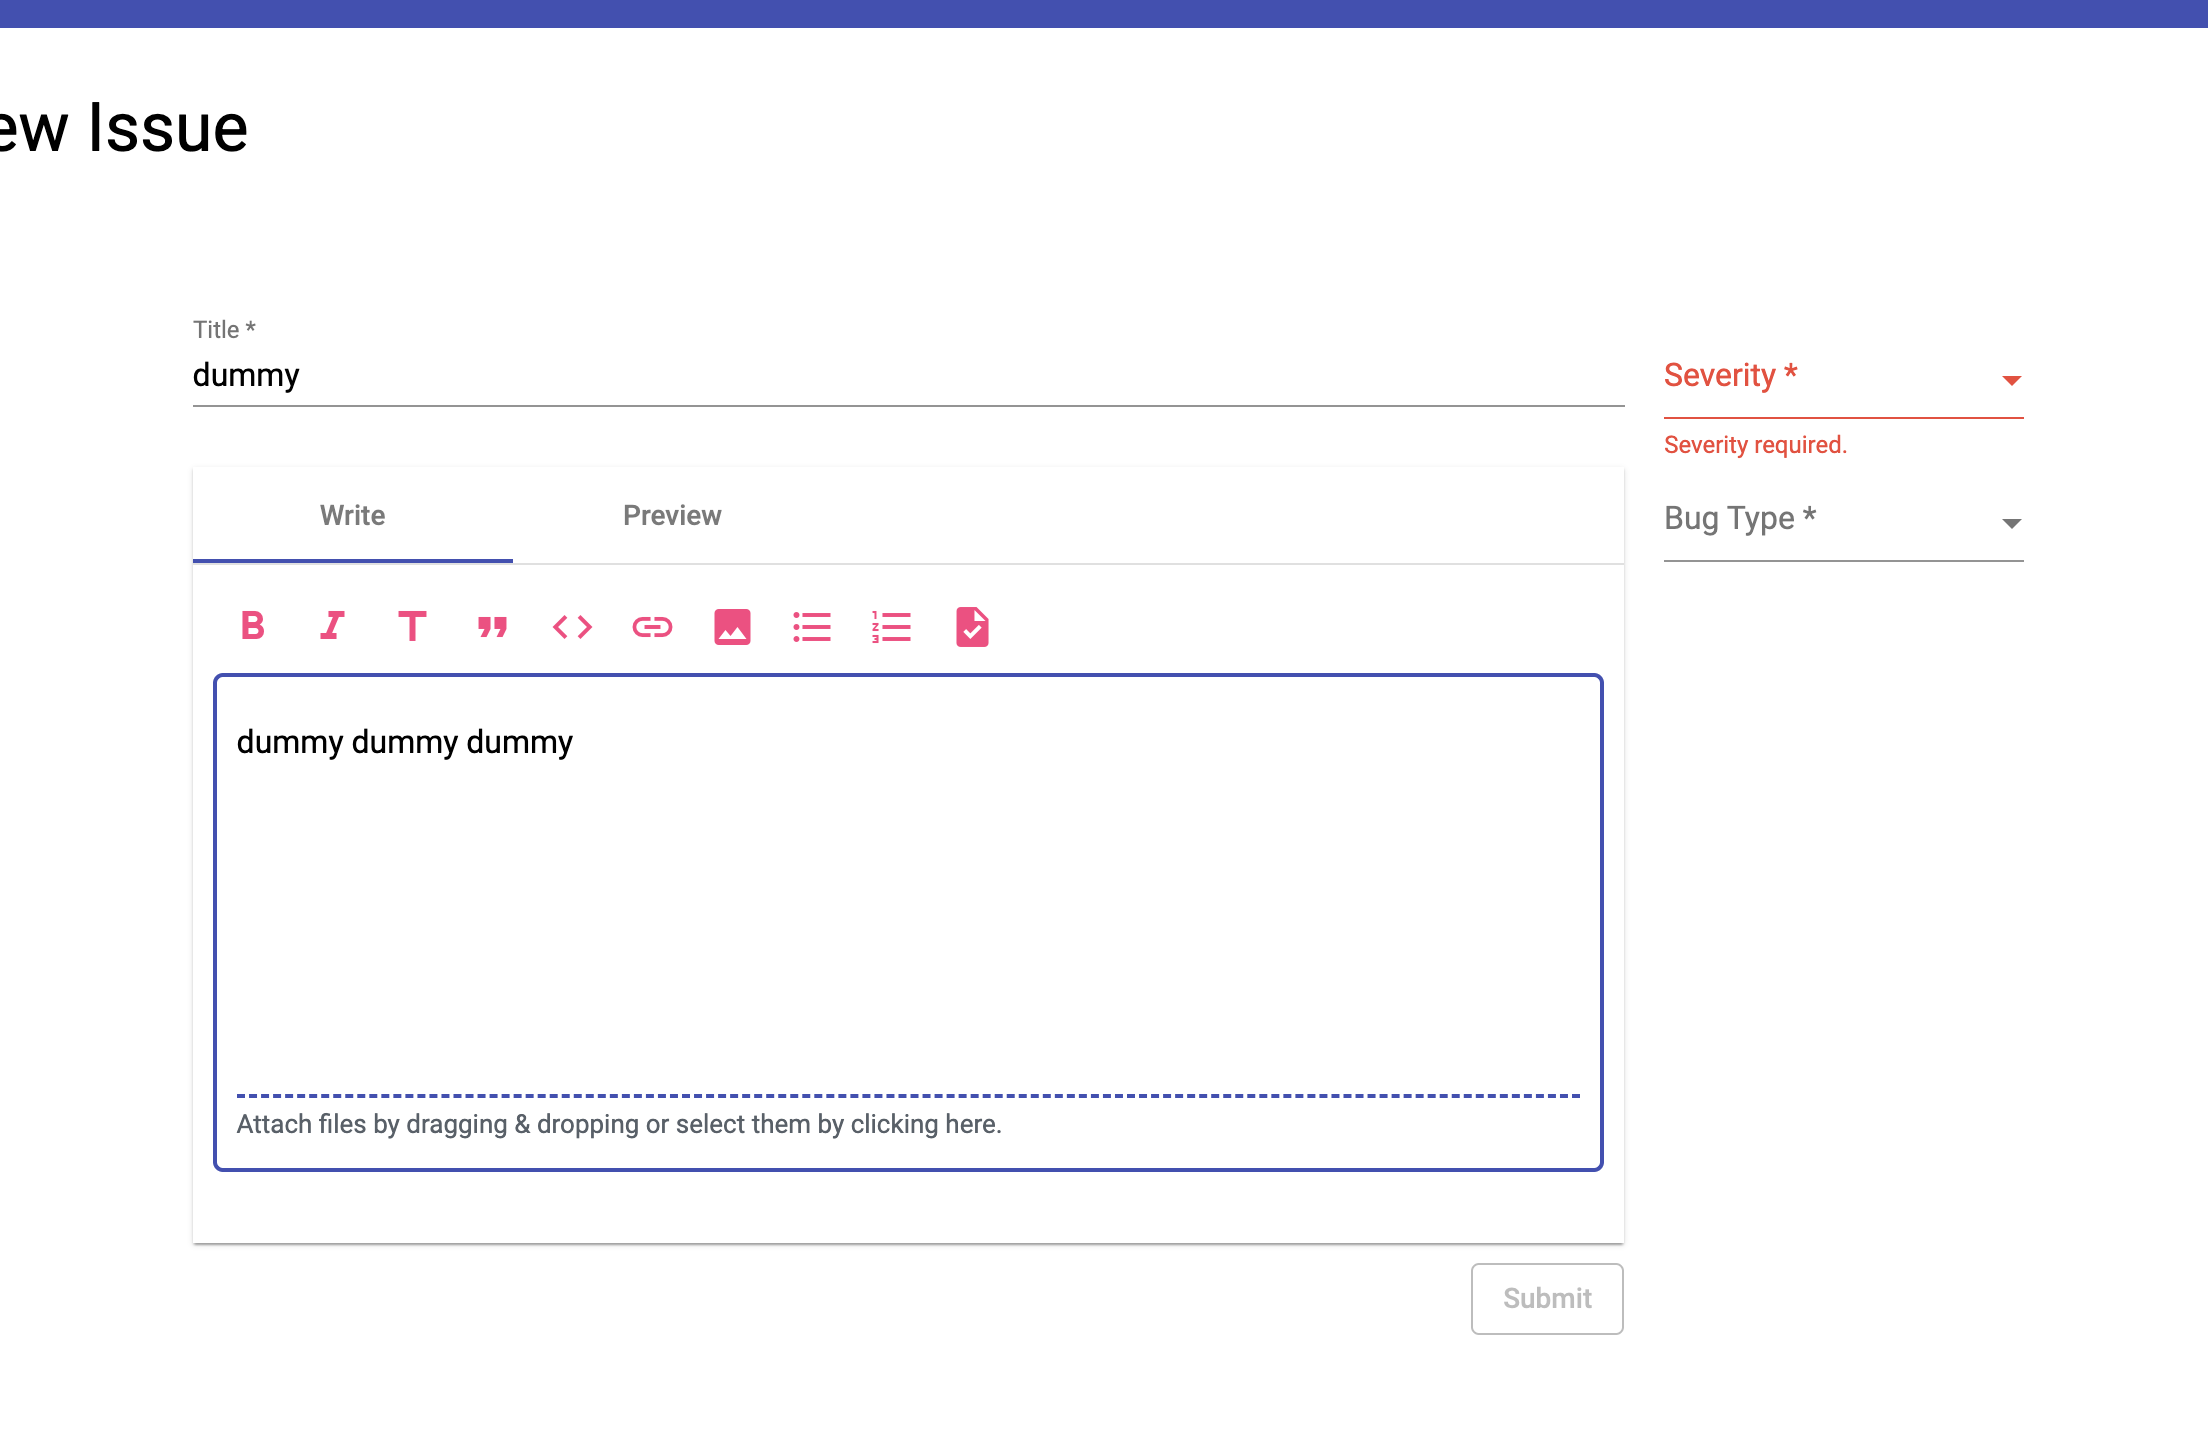 ew Issue
Title *
dummy
Severity *
Severity required.
Bug Type *
Write Preview
dummy dummy dummy
Attach files by dragging & dropping or select them by clicking here.
Submit